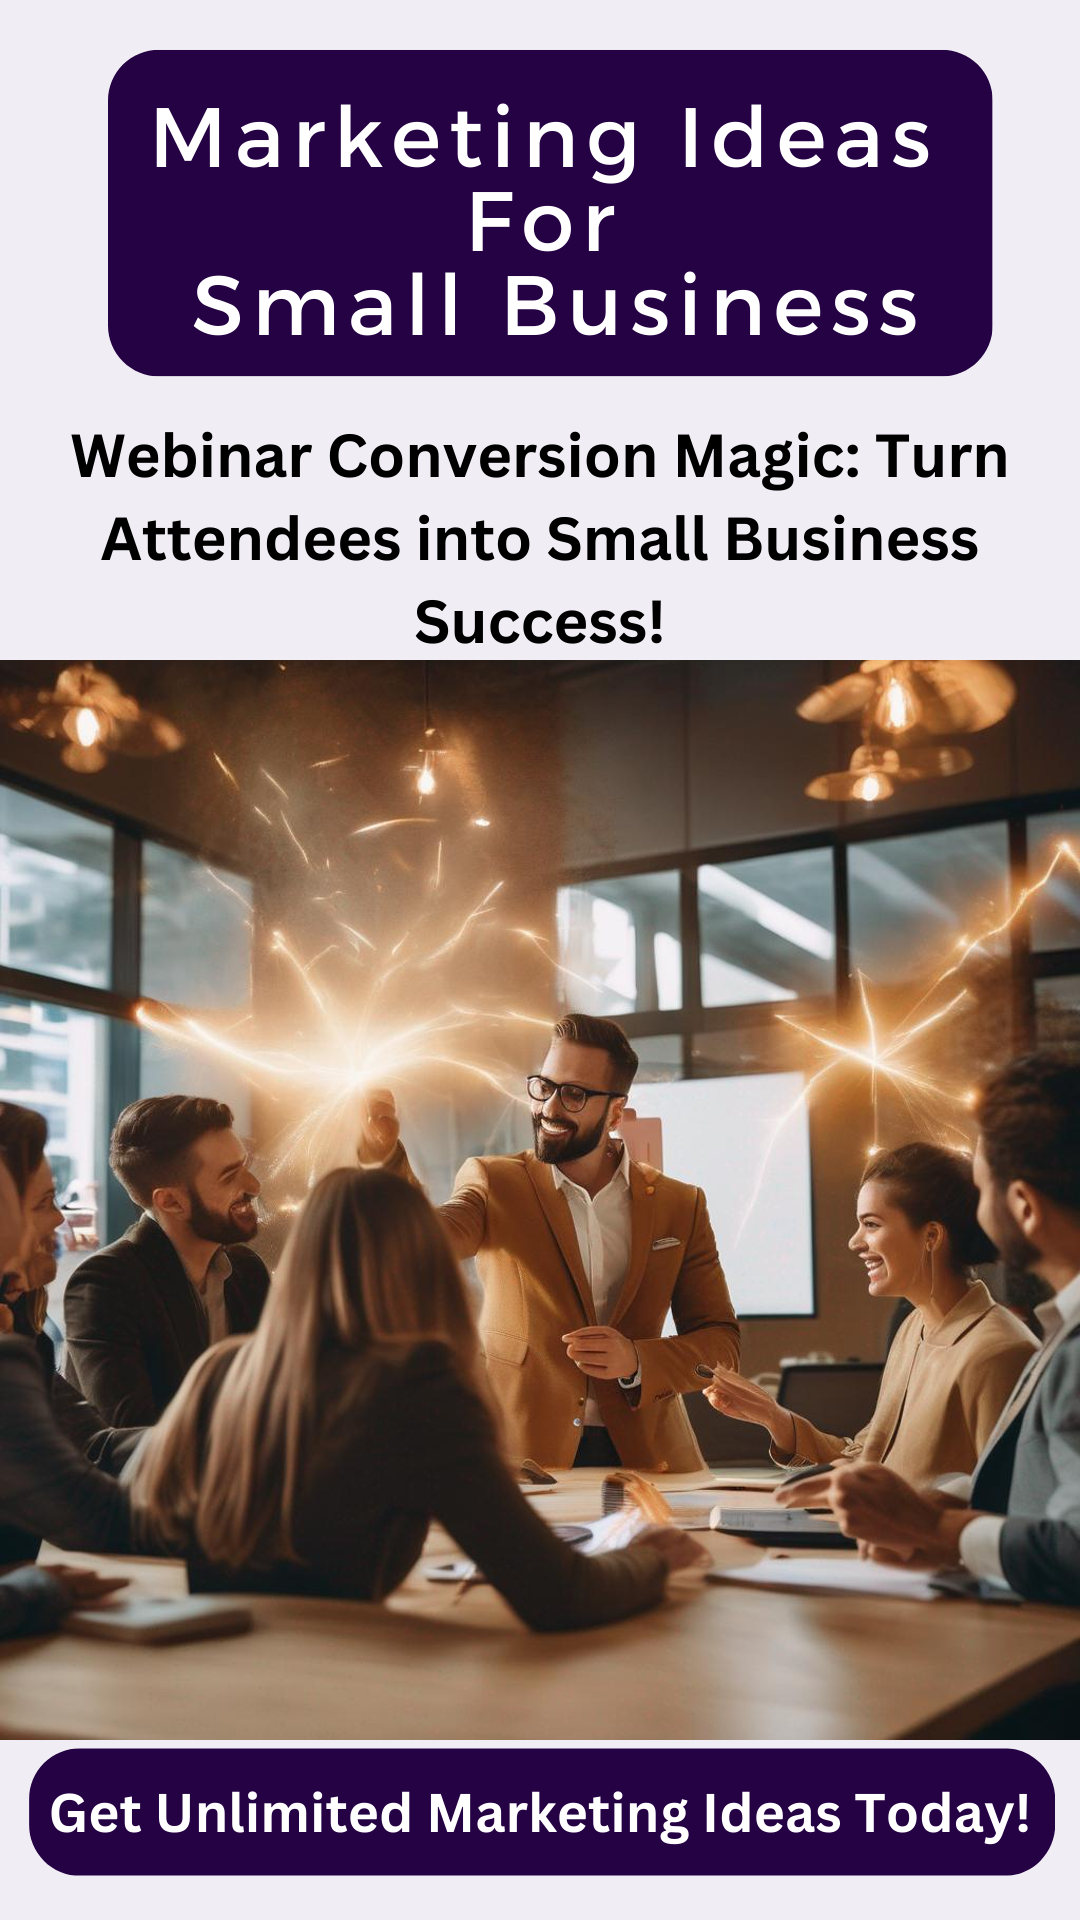 Marketing Ideas
For
Small Business
Webinar Conversion Magic: Turn
Attendees into Small Business
Success!
Get Unlimited Marketing Ideas Today!